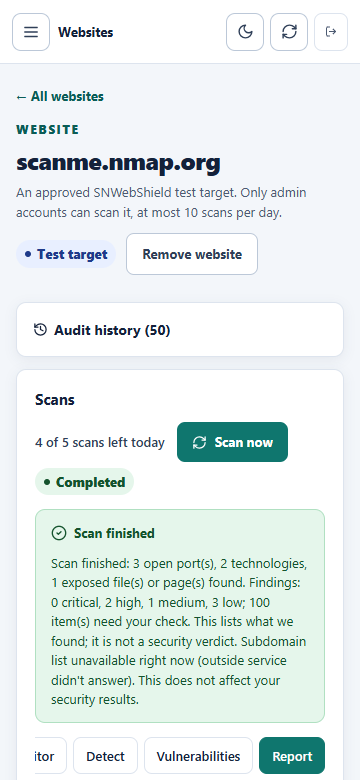 Websites
← All websites
WEBSITE
scanme.nmap.org
An approved SNWebShield test target. Only admin
accounts can scan it, at most 10 scans per day.
Test target
Remove website
Audit history (50)
Scans
4 of 5 scans left today
Scan now
Completed
Scan finished
Scan finished: 3 open port(s), 2 technologies,
1 exposed file(s) or page(s) found. Findings:
0 critical, 2 high, 1 medium, 3 low; 100
item(s) need your check. This lists what we
found; it is not a security verdict. Subdomain
list unavailable right now (outside service
didn't answer). This does not affect your
security results.
itor Detect Vulnerabilities Report